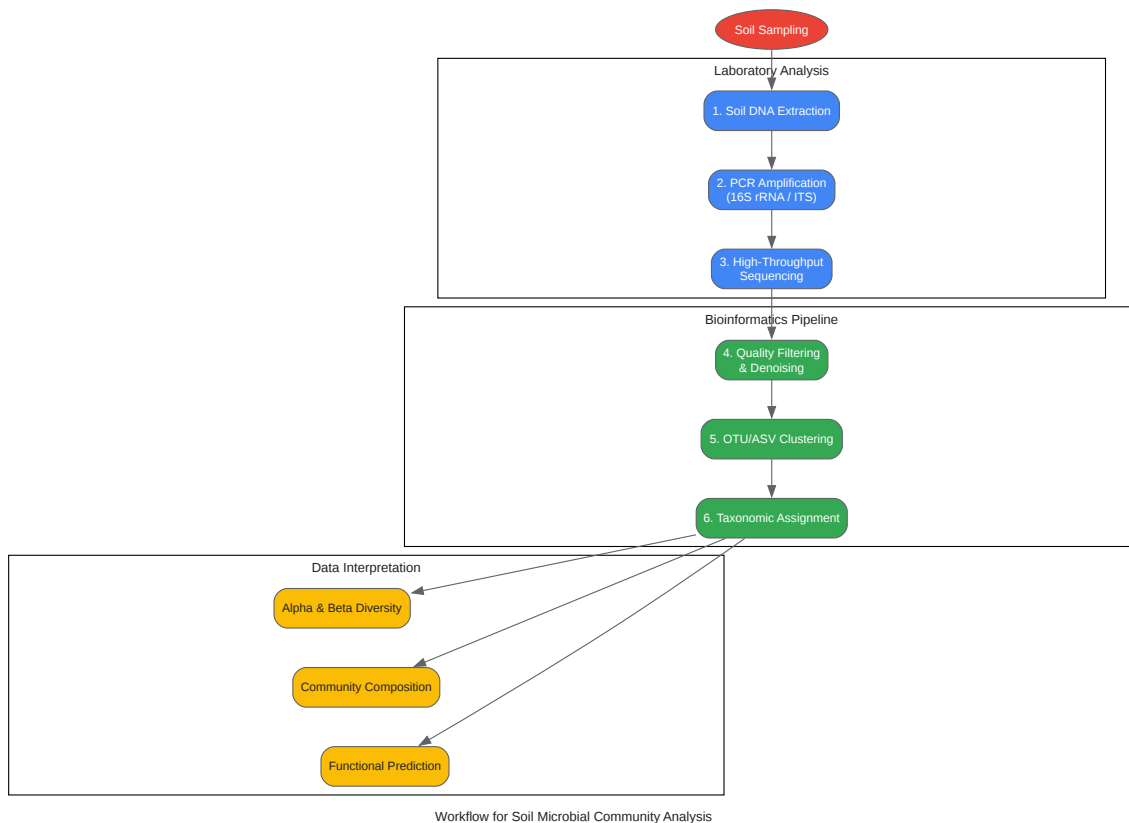 Soil Sampling
Laboratory Analysis
1. Soil DNA Extraction
2. PCR Amplification
(16S rRNA / ITS)
3. High-Throughput
Sequencing
Bioinformatics Pipeline
4. Quality Filtering
& Denoising
5. OTU/ASV Clustering
6. Taxonomic Assignment
Data Interpretation
Alpha & Beta Diversity
Community Composition
Functional Prediction
Workflow for Soil Microbial Community Analysis